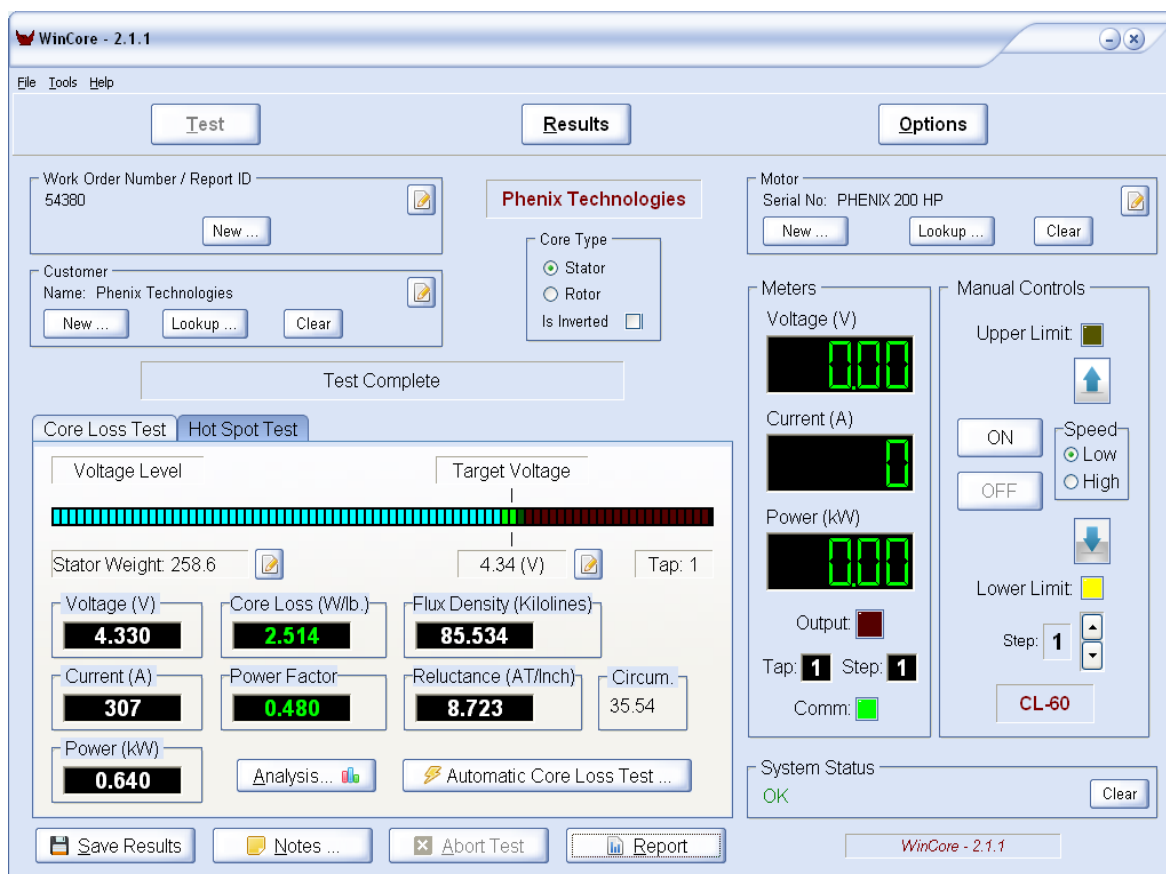 WinCore - 2.1.1
File Tools Help
Test
Results
Options
Work Order Number / Report ID
54380
New ...
Phenix Technologies
Motor
Serial No: PHENIX 200 HP
New ...
Lookup ...
Clear
Customer
Name: Phenix Technologies
New ...
Lookup ...
Clear
Core Type
Stator
Rotor
Is Inverted
Test Complete
Core Loss Test
Hot Spot Test
Voltage Level
Target Voltage
Stator Weight: 258.6
4.34 (V)
Tap: 1
Voltage (V)
4.330
Core Loss (W/lb.)
2.514
Flux Density (Kilolines)
85.534
Current (A)
307
Power Factor
0.480
Reluctance (AT/Inch)
8.723
Circum.
35.54
Power (kW)
0.640
Analysis...
Automatic Core Loss Test ...
Meters
Voltage (V)
0.00
Current (A)
0
Power (kW)
0.00
Output:
Tap: 1 Step: 1
Comm:
Manual Controls
Upper Limit:
ON
OFF
Speed
Low
High
Lower Limit:
Step: 1
CL-60
System Status
OK
Clear
Save Results
Notes ...
Abort Test
Report
WinCore - 2.1.1